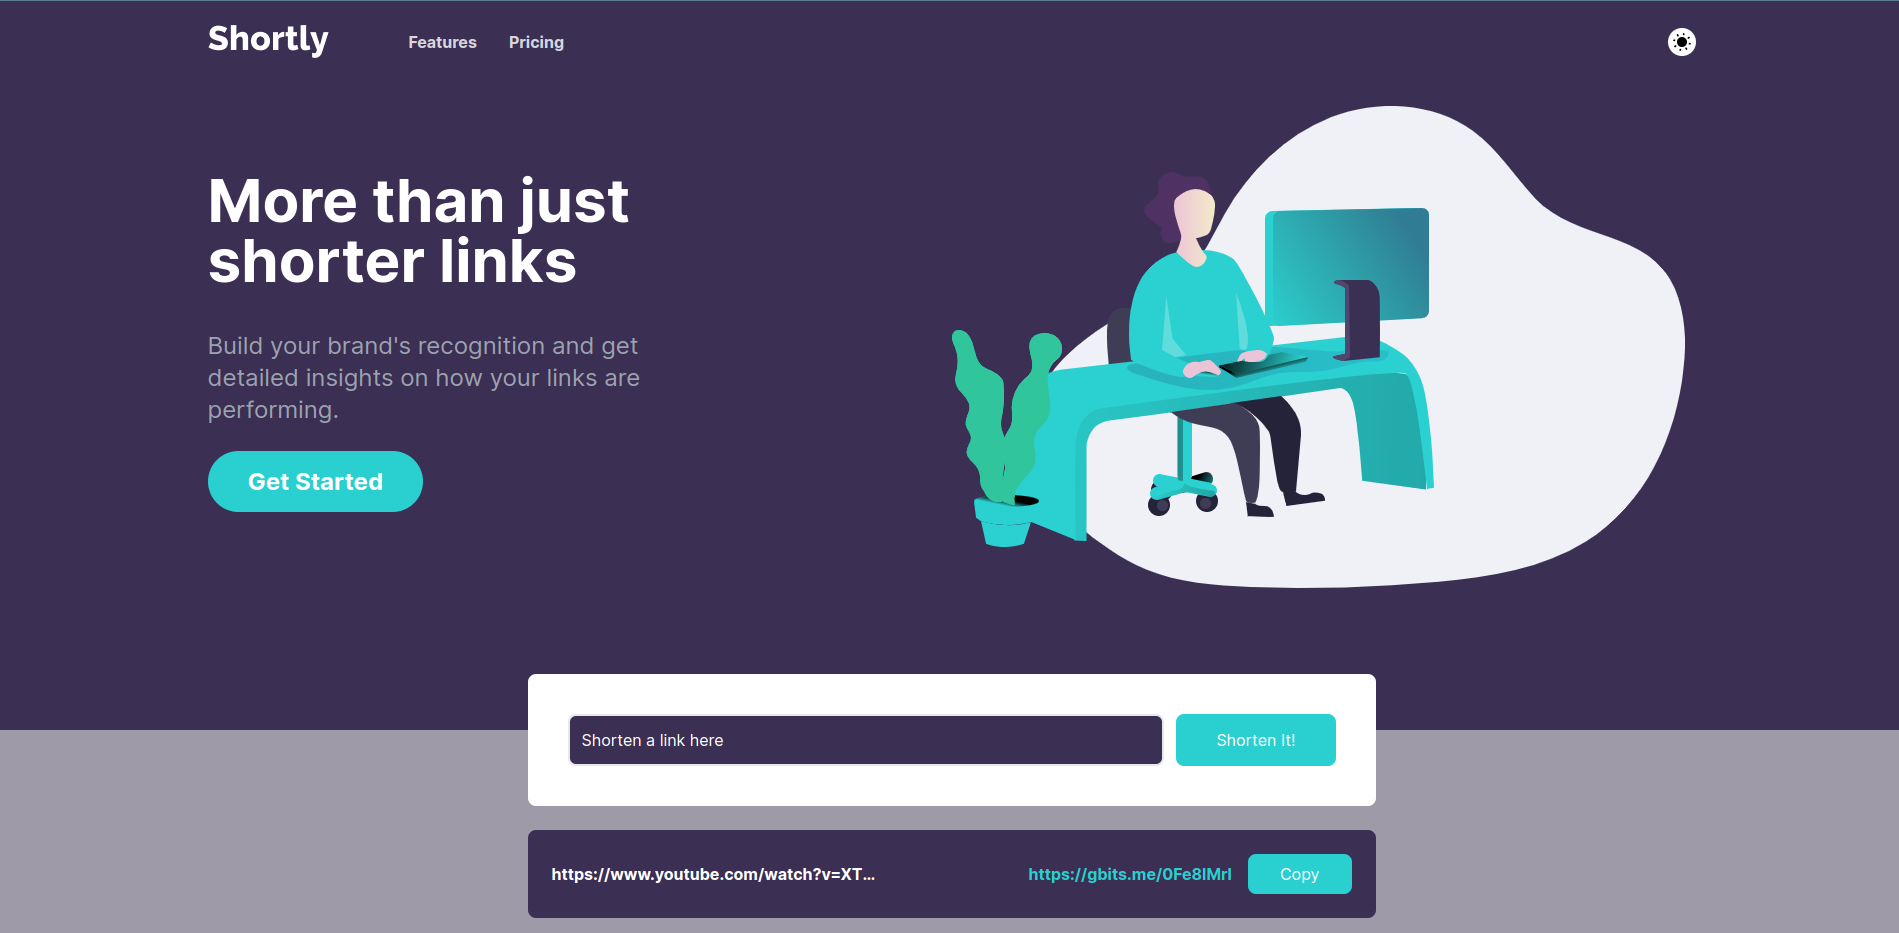 Shortly
Features
Pricing
More than just
shorter links
Build your brand's recognition and get
detailed insights on how your links are
performing.
Get Started
Shorten a link here
Shorten It!
https://www.youtube.com/watch?v=XT...
https://gbits.me/0Fe8lMrl
Copy